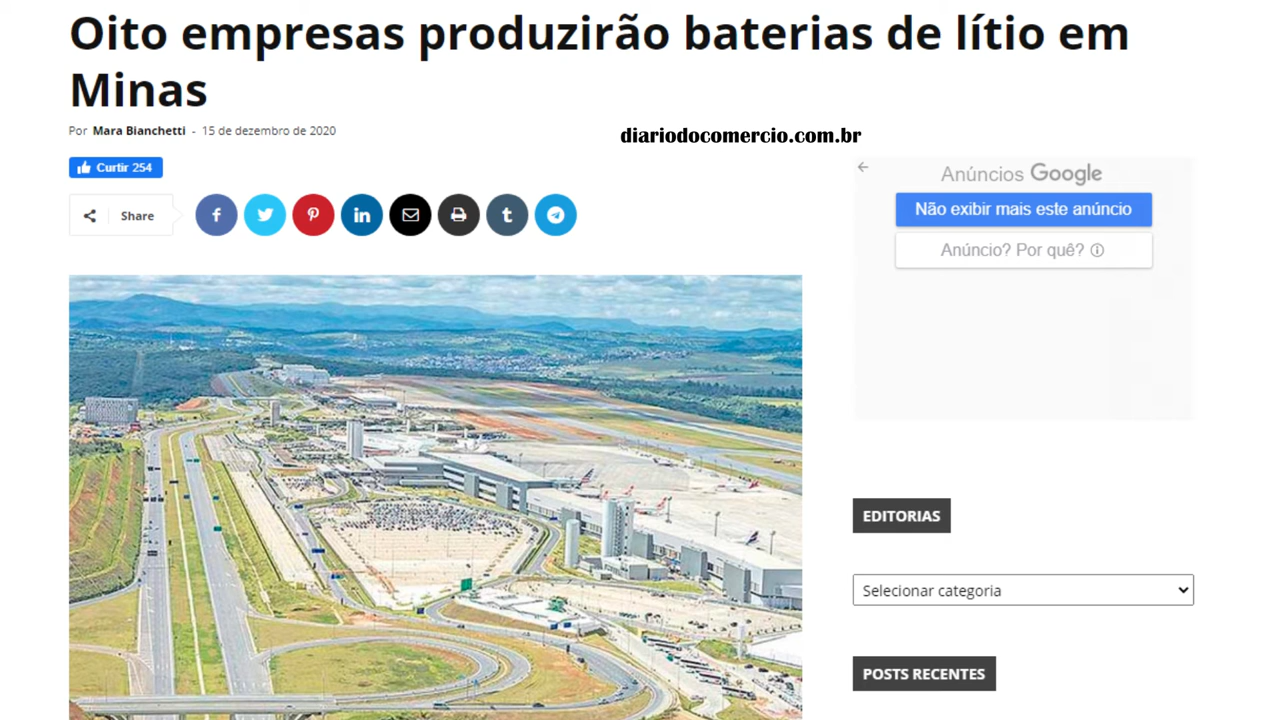 Oito empresas produzirão baterias de lítio em
Minas
Por Mara Bianchetti - 15 de dezembro de 2020
diariodocomercio.com.br
Curtir 254
Share
Anúncios Google
Não exibir mais este anúncio
Anúncio? Por quê?
EDITORIAS
Selecionar categoria
POSTS RECENTES